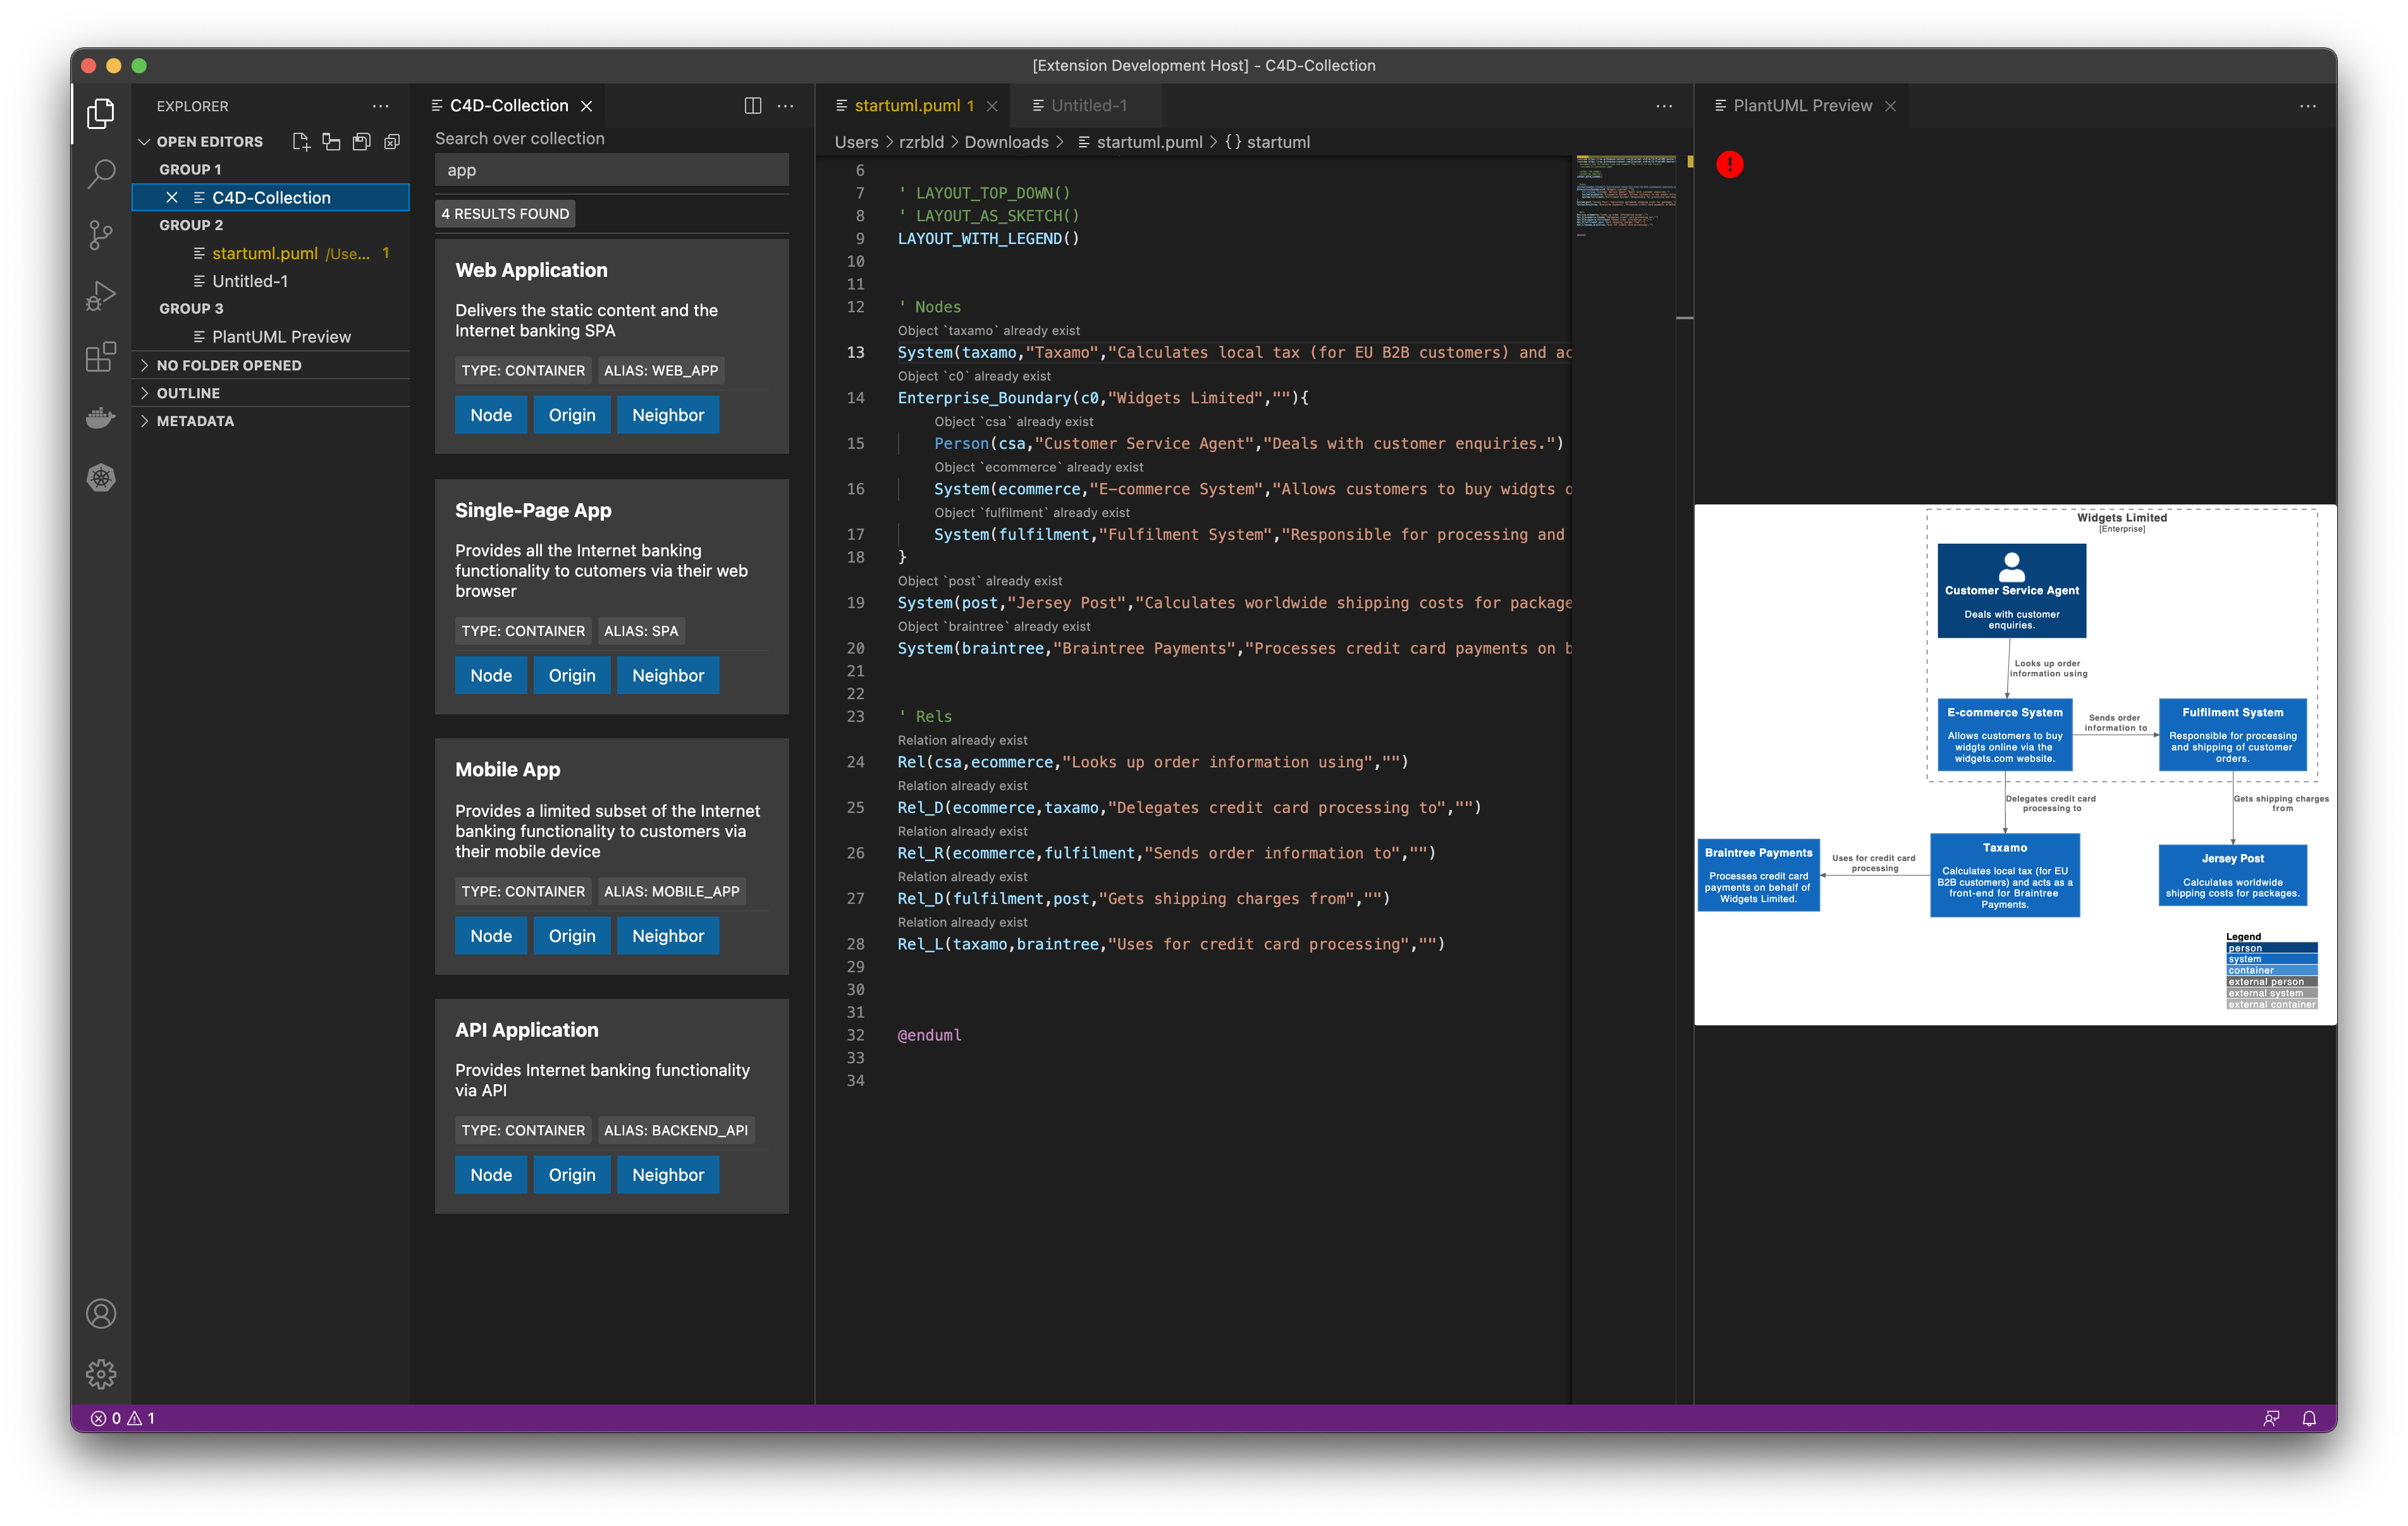 [Extension Development Host] - C4D-Collection
EXPLORER
OPEN EDITORS
GROUP 1
C4D-Collection
GROUP 2
startuml.puml /Use... 1
Untitled-1
GROUP 3
PlantUML Preview
NO FOLDER OPENED
OUTLINE
METADATA
C4D-Collection
Search over collection
app
4 RESULTS FOUND
Web Application
Delivers the static content and the
Internet banking SPA
TYPE: CONTAINER ALIAS: WEB_APP
Node Origin Neighbor
Single-Page App
Provides all the Internet banking
functionality to cutomers via their web
browser
TYPE: CONTAINER ALIAS: SPA
Node Origin Neighbor
Mobile App
Provides a limited subset of the Internet
banking functionality to customers via
their mobile device
TYPE: CONTAINER ALIAS: MOBILE_APP
Node Origin Neighbor
API Application
Provides Internet banking functionality
via API
TYPE: CONTAINER ALIAS: BACKEND_API
Node Origin Neighbor
startuml.puml 1
Untitled-1
Users > rzrbld > Downloads > startuml.puml > {} startuml
6
7 ' LAYOUT_TOP_DOWN()
8 ' LAYOUT_AS_SKETCH()
9 LAYOUT_WITH_LEGEND()
10
11
12 ' Nodes
Object `taxamo` already exist
13 System(taxamo,"Taxamo","Calculates local tax (for EU B2B customers) and ac
Object `c0` already exist
14 Enterprise_Boundary(c0,"Widgets Limited",""){
Object `csa` already exist
15 Person(csa,"Customer Service Agent","Deals with customer enquiries.")
Object `ecommerce` already exist
16 System(ecommerce,"E-commerce System","Allows customers to buy widgts o
Object `fulfilment` already exist
17 System(fulfilment,"Fulfilment System","Responsible for processing and
18 }
Object `post` already exist
19 System(post,"Jersey Post","Calculates worldwide shipping costs for package
Object `braintree` already exist
20 System(braintree,"Braintree Payments","Processes credit card payments on b
21
22
23 ' Rels
Relation already exist
24 Rel(csa,ecommerce,"Looks up order information using","")
Relation already exist
25 Rel_D(ecommerce,taxamo,"Delegates credit card processing to","")
Relation already exist
26 Rel_R(ecommerce,fulfilment,"Sends order information to","")
Relation already exist
27 Rel_D(fulfilment,post,"Gets shipping charges from","")
Relation already exist
28 Rel_L(taxamo,braintree,"Uses for credit card processing","")
29
30
31
32 @enduml
33
34
PlantUML Preview
!
Widgets Limited
[Enterprise]
Customer Service Agent
Deals with customer
enquiries.
Looks up order
information using
E-commerce System
Allows customers to buy
widgts online via the
widgets.com website.
Sends order
information to
Fulfilment System
Responsible for processing
and shipping of customer
orders.
Delegates credit card
processing to
Gets shipping charges
from
Braintree Payments
Processes credit card
payments on behalf of
Widgets Limited.
Uses for credit card
processing
Taxamo
Calculates local tax (for EU
B2B customers) and acts as a
front-end for Braintree
Payments.
Jersey Post
Calculates worldwide
shipping costs for packages.
Legend
person
system
container
external person
external system
external container
0 1